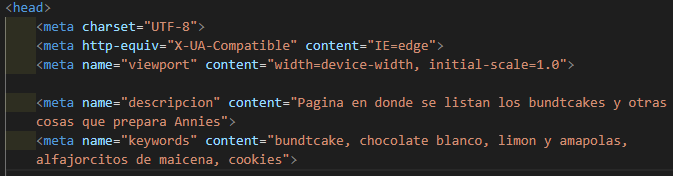 <head>
<meta charset="UTF-8">
<meta http-equiv="X-UA-Compatible" content="IE=edge">
<meta name="viewport" content="width=device-width, initial-scale=1.0">
<meta name="descripcion" content="Pagina en donde se listan los bundtcakes y otras
cosas que prepara Annies">
<meta name="keywords" content="bundtcake, chocolate blanco, limon y amapolas,
alfajorcitos de maicena, cookies">